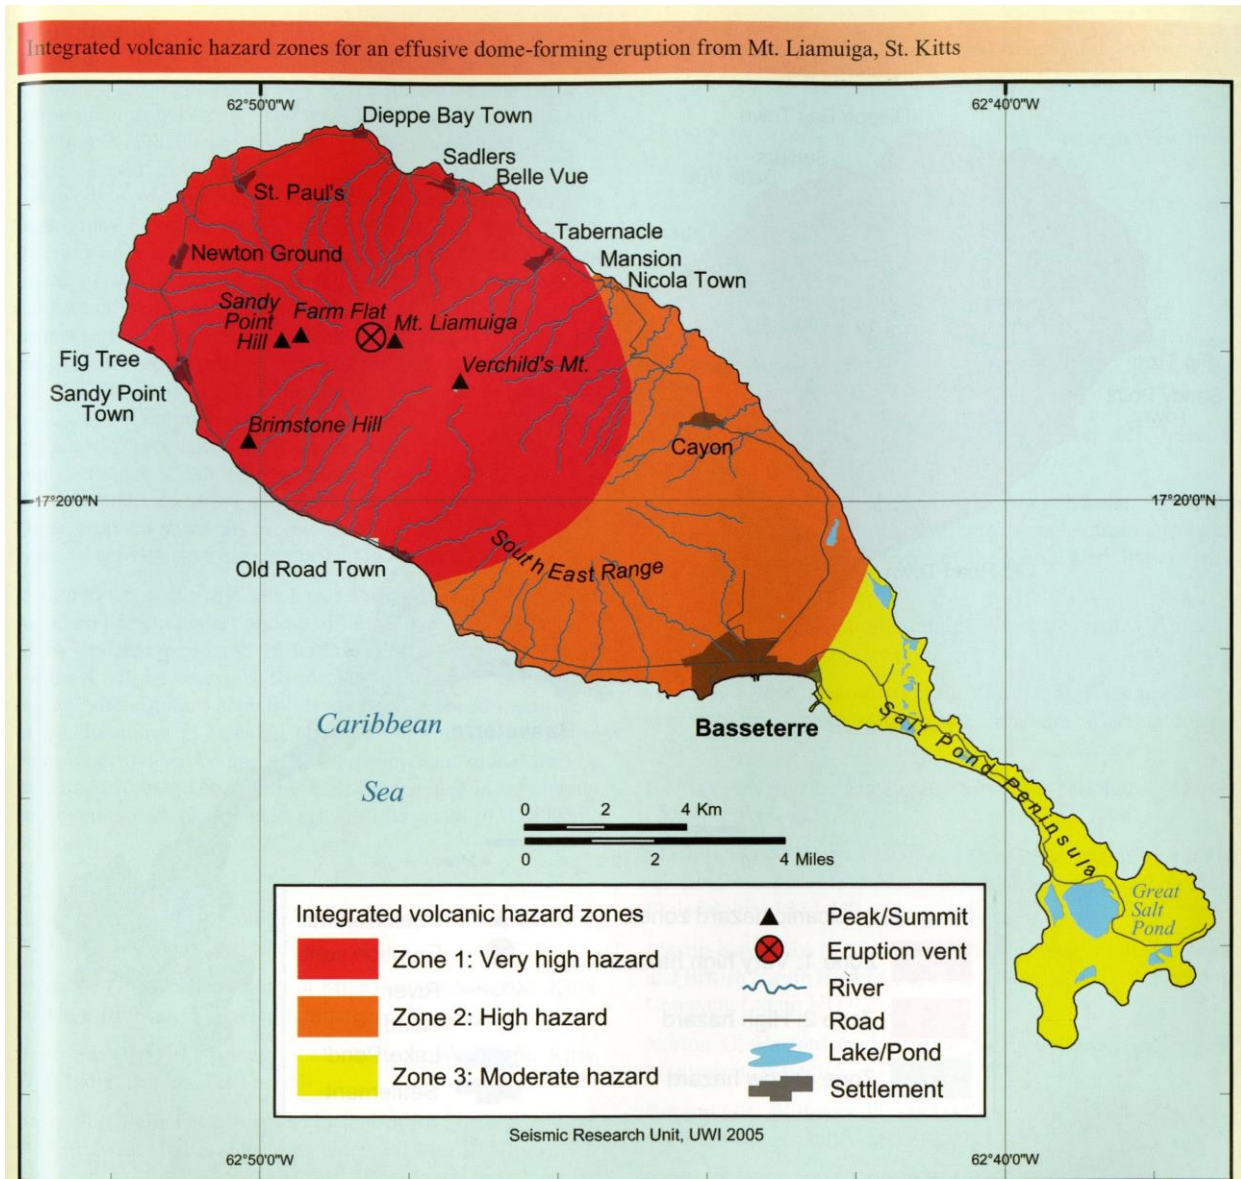 Integrated volcanic hazard zones for an effusive dome-forming eruption from Mt. Liamuiga, St. Kitts
62°50'0"W
62°40'0"W
Dieppe Bay Town
Sadlers
Belle Vue
St. Paul's
Tabernacle
Newton Ground
Mansion
Nicola Town
Sandy
Point
Hill
Farm Flat
Mt. Liamuiga
Fig Tree
Verchild's Mt.
Sandy Point
Town
Brimstone Hill
Cayon
17°20'0"N
17°20'0"N
South East Range
Old Road Town
Caribbean
Sea
Basseterre
Salt Pond Peninsula
0 2 4 Km
0 2 4 Miles
Great
Salt
Pond
Integrated volcanic hazard zones
Zone 1: Very high hazard
Zone 2: High hazard
Zone 3: Moderate hazard
Peak/Summit
Eruption vent
River
Road
Lake/Pond
Settlement
Seismic Research Unit, UWI 2005
62°50'0"W
62°40'0"W